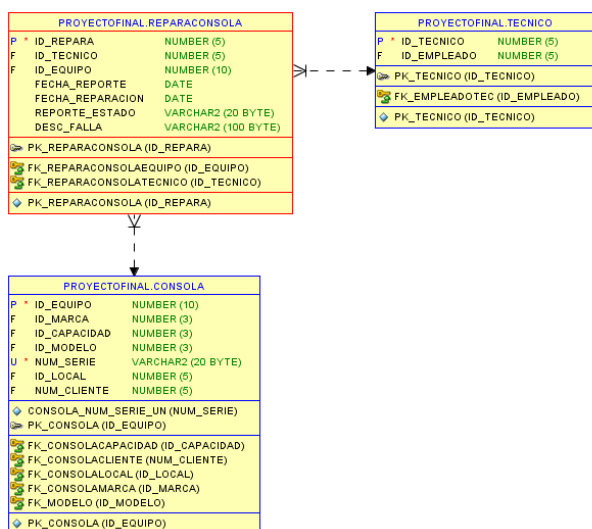 PROYECTOFINAL.REPARACONSOLA
P * ID_REPARA NUMBER (5)
F ID_TECNICO NUMBER (5)
F ID_EQUIPO NUMBER (10)
FECHA_REPORTE DATE
FECHA_REPARACION DATE
REPORTE_ESTADO VARCHAR2 (20 BYTE)
DESC_FALLA VARCHAR2 (100 BYTE)
PK_REPARACONSOLA (ID_REPARA)
FK_REPARACONSOLAEQUIPO (ID_EQUIPO)
FK_REPARACONSOLATECNICO (ID_TECNICO)
PK_REPARACONSOLA (ID_REPARA)
PROYECTOFINAL.TECNICO
P * ID_TECNICO NUMBER (5)
F ID_EMPLEADO NUMBER (5)
PK_TECNICO (ID_TECNICO)
FK_EMPLEADOTEC (ID_EMPLEADO)
PK_TECNICO (ID_TECNICO)
PROYECTOFINAL.CONSOLA
P * ID_EQUIPO NUMBER (10)
F ID_MARCA NUMBER (3)
F ID_CAPACIDAD NUMBER (3)
F ID_MODELO NUMBER (3)
U * NUM_SERIE VARCHAR2 (20 BYTE)
F ID_LOCAL NUMBER (5)
F NUM_CLIENTE NUMBER (5)
CONSOLA_NUM_SERIE_UN (NUM_SERIE)
PK_CONSOLA (ID_EQUIPO)
FK_CONSOLACAPACIDAD (ID_CAPACIDAD)
FK_CONSOLACLIENTE (NUM_CLIENTE)
FK_CONSOLALOCAL (ID_LOCAL)
FK_CONSOLAMARCA (ID_MARCA)
FK_MODELO (ID_MODELO)
PK_CONSOLA (ID_EQUIPO)